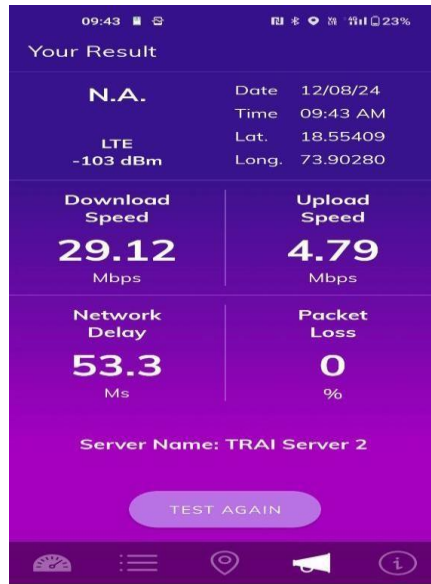 09:43 23%
Your Result
N.A.
LTE
-103 dBm
Date 12/08/24
Time 09:43 AM
Lat. 18.55409
Long. 73.90280
Download
Speed
29.12
Mbps
Upload
Speed
4.79
Mbps
Network
Delay
53.3
Ms
Packet
Loss
0
%
Server Name: TRAI Server 2
TEST AGAIN